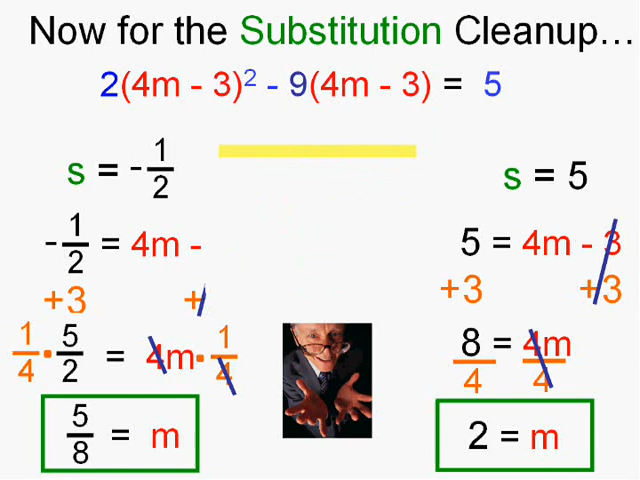 Now for the Substitution Cleanup...
2(4m - 3)² - 9(4m - 3) = 5
s = -1/2
-1/2 = 4m -
+3 +
1/4 · 5/2 = 4m · 1/4
5/8 = m
s = 5
5 = 4m - 3
+3 +3
8 = 4m
4 4
2 = m